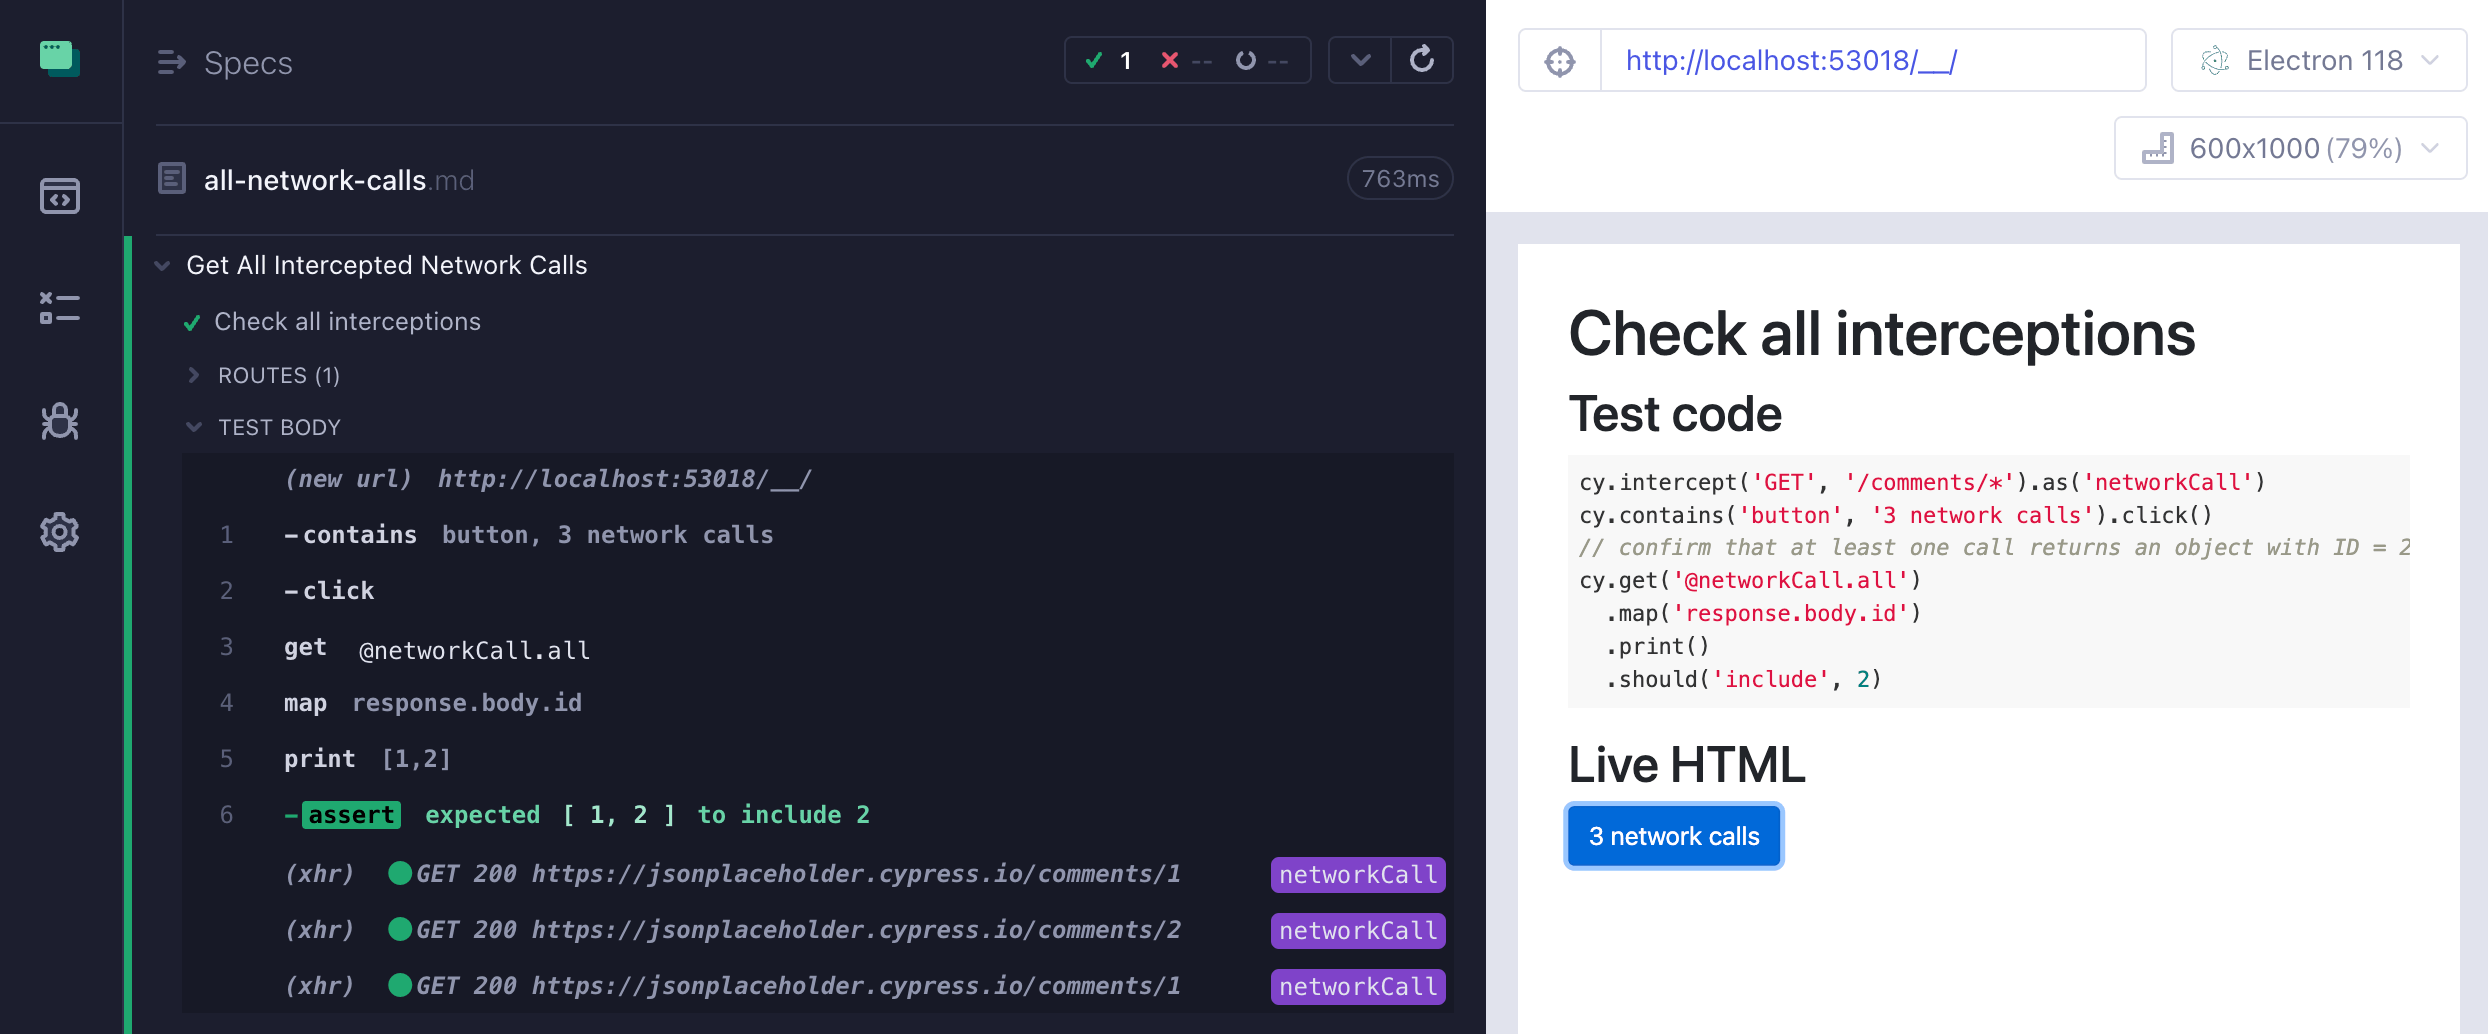 Specs
1 -- --
all-network-calls.md
763ms
Get All Intercepted Network Calls
Check all interceptions
ROUTES (1)
TEST BODY
(new url) http://localhost:53018/__/
1 -contains button, 3 network calls
2 -click
3 get @networkCall.all
4 map response.body.id
5 print [1,2]
6 -assert expected [ 1, 2 ] to include 2
(xhr) GET 200 https://jsonplaceholder.cypress.io/comments/1 networkCall
(xhr) GET 200 https://jsonplaceholder.cypress.io/comments/2 networkCall
(xhr) GET 200 https://jsonplaceholder.cypress.io/comments/1 networkCall
http://localhost:53018/__/
Electron 118
600x1000 (79%)
Check all interceptions
Test code
cy.intercept('GET', '/comments/*').as('networkCall')
cy.contains('button', '3 network calls').click()
// confirm that at least one call returns an object with ID = 2
cy.get('@networkCall.all')
.map('response.body.id')
.print()
.should('include', 2)
Live HTML
3 network calls